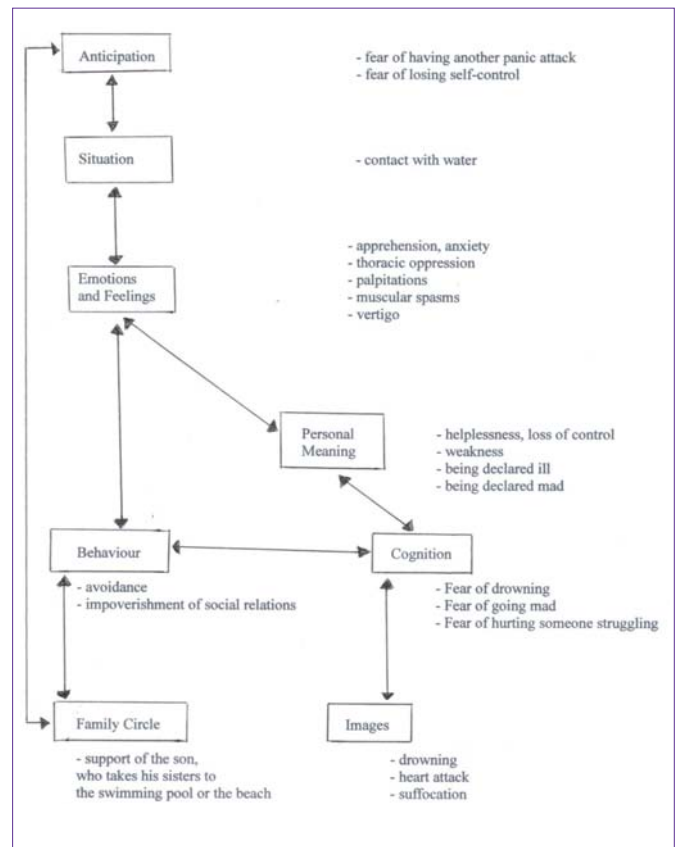 Anticipation
- fear of having another panic attack
- fear of losing self-control
Situation
- contact with water
Emotions
and Feelings
- apprehension, anxiety
- thoracic oppression
- palpitations
- muscular spasms
- vertigo
Personal
Meaning
- helplessness, loss of control
- weakness
- being declared ill
- being declared mad
Behaviour
- avoidance
- impoverishment of social relations
Cognition
- Fear of drowning
- Fear of going mad
- Fear of hurting someone struggling
Family Circle
- support of the son,
who takes his sisters to
the swimming pool or the beach
Images
- drowning
- heart attack
- suffocation